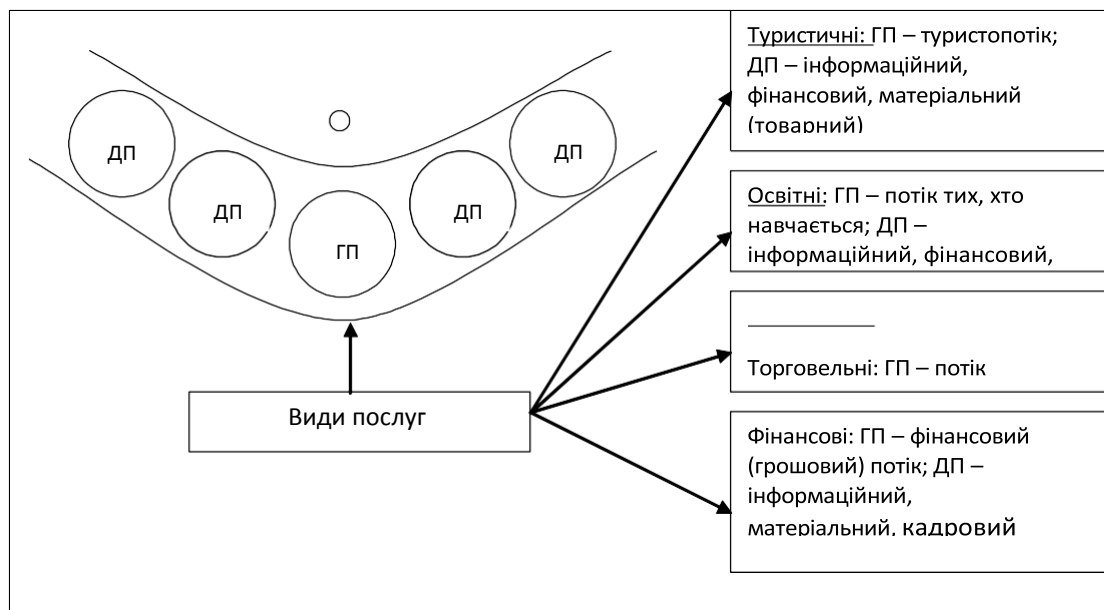 ДП
ДП
ГП
ДП
ДП
Види послуг
Туристичні: ГП – туристопотік;
ДП – інформаційний,
фінансовий, матеріальний
(товарний)
Освітні: ГП – потік тих, хто
навчається; ДП –
інформаційний, фінансовий,
Торговельні: ГП – потік
Фінансові: ГП – фінансовий
(грошовий) потік; ДП –
інформаційний,
матеріальний, кадровий